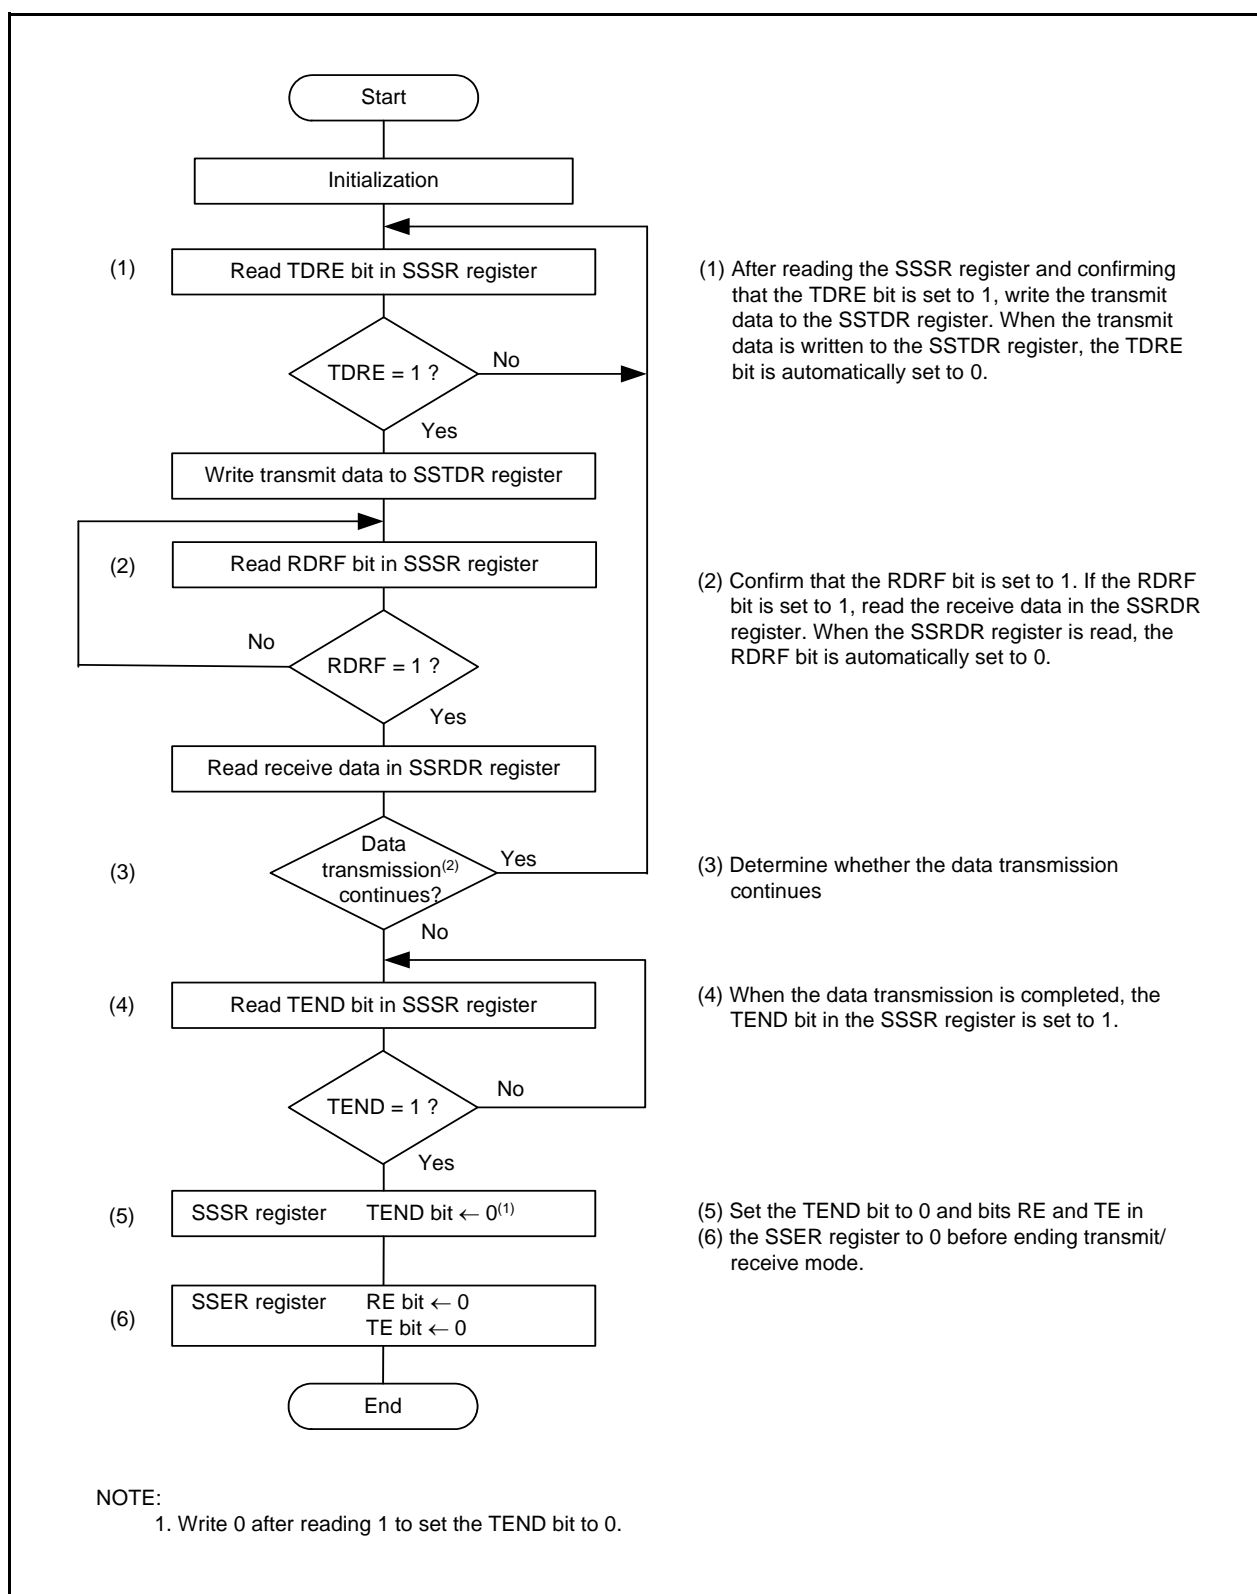 Start
Initialization
(1)
Read TDRE bit in SSSR register
TDRE = 1 ?
No
Yes
Write transmit data to SSTDR register
(2)
Read RDRF bit in SSSR register
No
RDRF = 1 ?
Yes
Read receive data in SSRDR register
(3)
Data
transmission(2)
continues?
Yes
No
(4)
Read TEND bit in SSSR register
TEND = 1 ?
No
Yes
(5)
SSSR register TEND bit ← 0(1)
(6)
SSER register RE bit ← 0
TE bit ← 0
End
(1) After reading the SSSR register and confirming
that the TDRE bit is set to 1, write the transmit
data to the SSTDR register. When the transmit
data is written to the SSTDR register, the TDRE
bit is automatically set to 0.
(2) Confirm that the RDRF bit is set to 1. If the RDRF
bit is set to 1, read the receive data in the SSRDR
register. When the SSRDR register is read, the
RDRF bit is automatically set to 0.
(3) Determine whether the data transmission
continues
(4) When the data transmission is completed, the
TEND bit in the SSSR register is set to 1.
(5) Set the TEND bit to 0 and bits RE and TE in
(6) the SSER register to 0 before ending transmit/
receive mode.
NOTE:
1. Write 0 after reading 1 to set the TEND bit to 0.